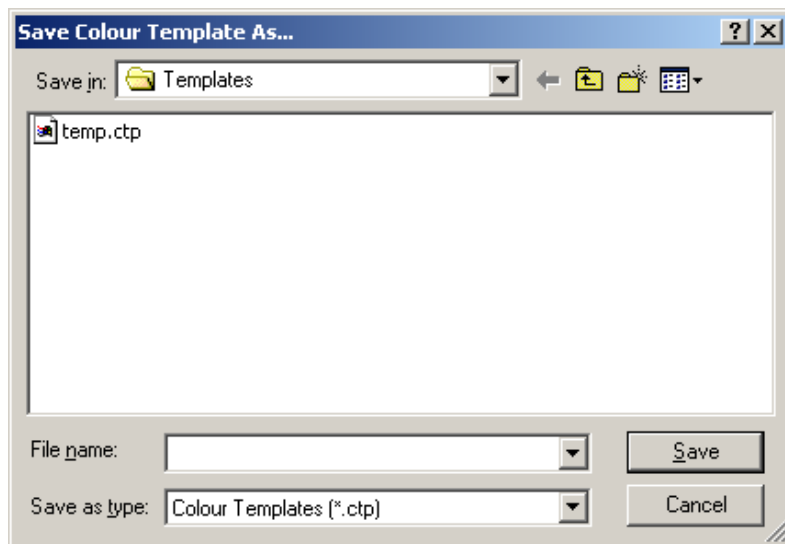 Save Colour Template As...
Save in: Templates
temp.ctp
File name:
Save
Save as type: Colour Templates (*.ctp)
Cancel